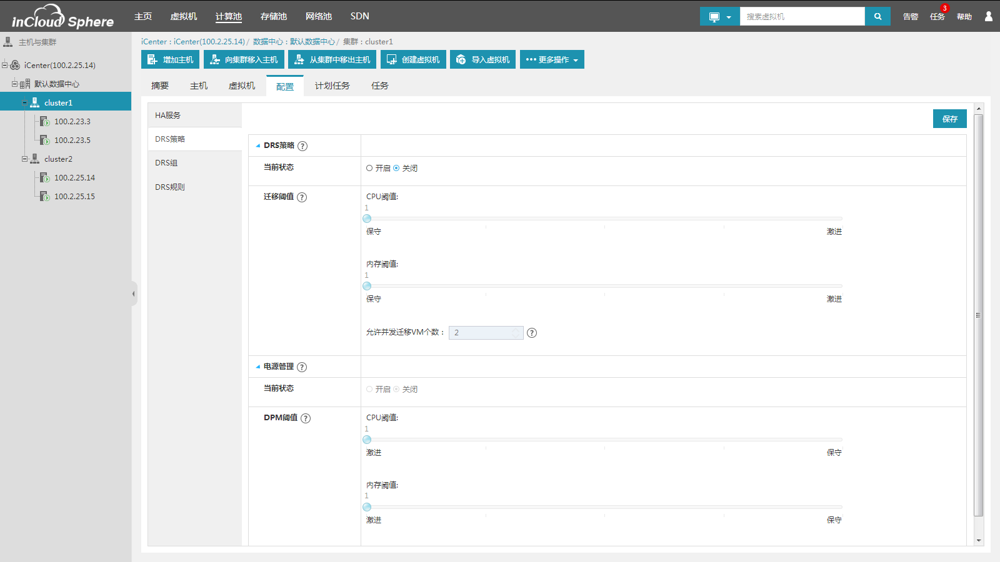 inCloud Sphere
主页 虚拟机 计算池 存储池 网络池 SDN
搜索虚拟机
告警 任务 3 帮助
主机与集群
iCenter(100.2.25.14)
默认数据中心
cluster1
100.2.23.3
100.2.23.5
cluster2
100.2.25.14
100.2.25.15
iCenter : iCenter(100.2.25.14) / 数据中心 : 默认数据中心 / 集群 : cluster1
增加主机 向集群移入主机 从集群中移出主机 创建虚拟机 导入虚拟机 更多操作
摘要 主机 虚拟机 配置 计划任务 任务
HA服务
DRS策略
DRS组
DRS规则
保存
DRS策略 ?
当前状态 开启 关闭
迁移阈值 ? CPU阈值:
1
保守 激进
内存阈值:
1
保守 激进
允许并发迁移VM个数： 2 ?
电源管理 ?
当前状态 开启 关闭
DPM阈值 ? CPU阈值:
1
激进 保守
内存阈值:
1
激进 保守